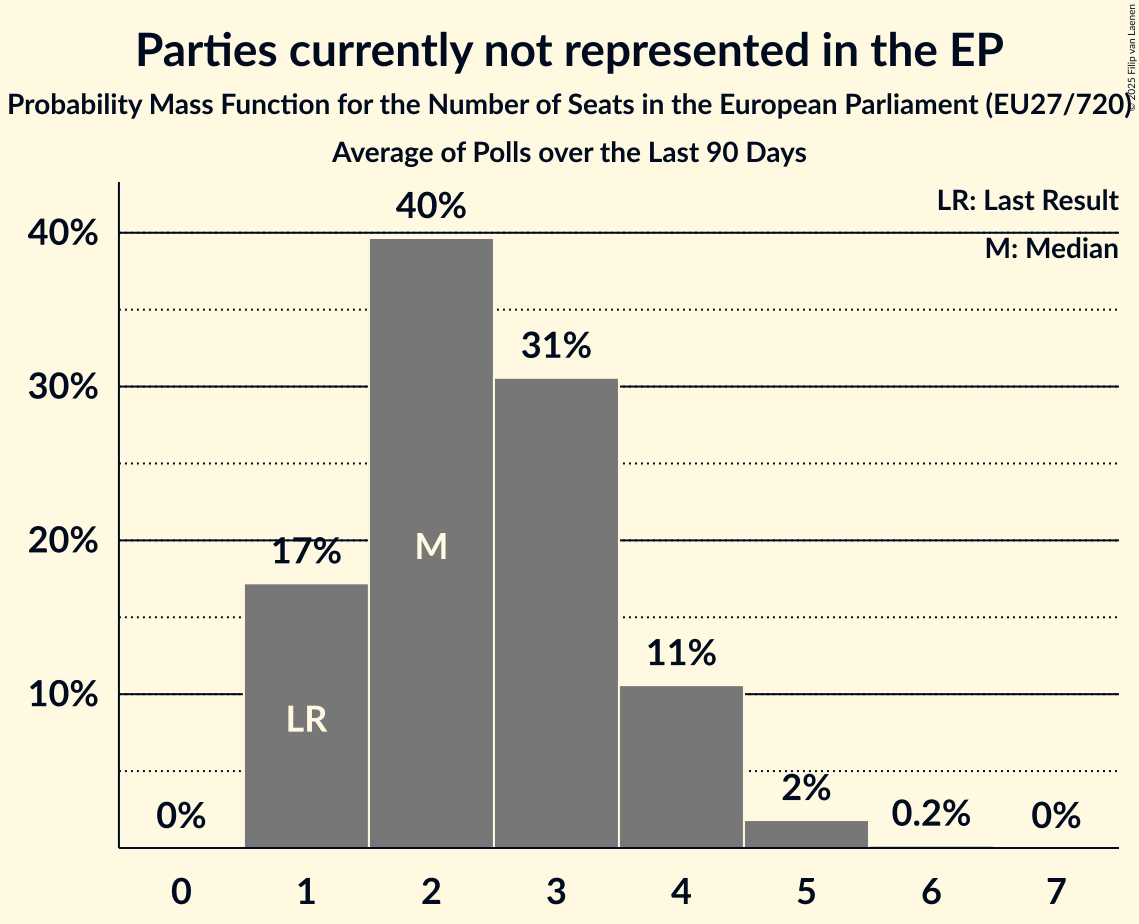 Parties currently not represented in the EP
Probability Mass Function for the Number of Seats in the European Parliament (EU27/720)
Average of Polls over the Last 90 Days
© 2025 Filip van Laenen
LR: Last Result
M: Median
40%
30%
20%
10%
0%
17%
40%
31%
11%
2%
0.2%
0%
LR
M
0 1 2 3 4 5 6 7